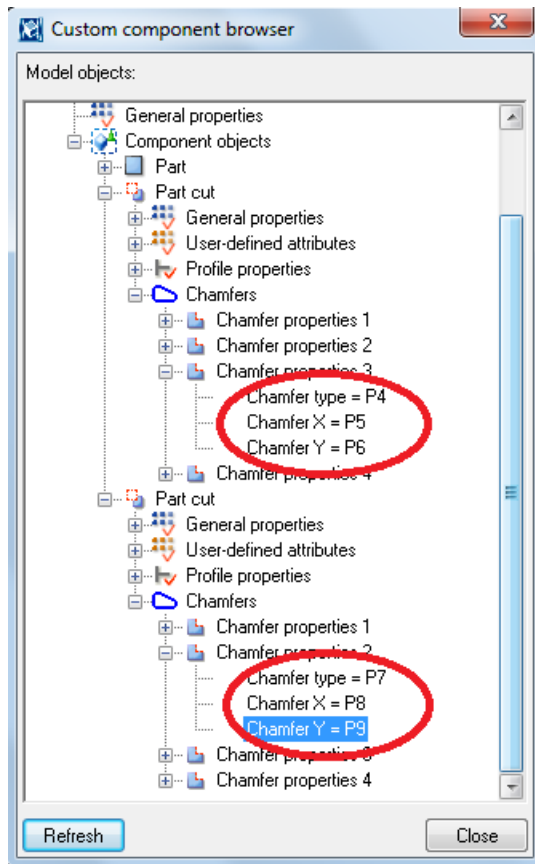 Custom component browser
Model objects:
General properties
Component objects
Part
Part cut
General properties
User-defined attributes
Profile properties
Chamfers
Chamfer properties 1
Chamfer properties 2
Chamfer properties 3
Chamfer type = P4
Chamfer X = P5
Chamfer Y = P6
Chamfer properties 4
Part cut
General properties
User-defined attributes
Profile properties
Chamfers
Chamfer properties 1
Chamfer properties 2
Chamfer type = P7
Chamfer X = P8
Chamfer Y = P9
Chamfer properties 3
Chamfer properties 4
Refresh Close